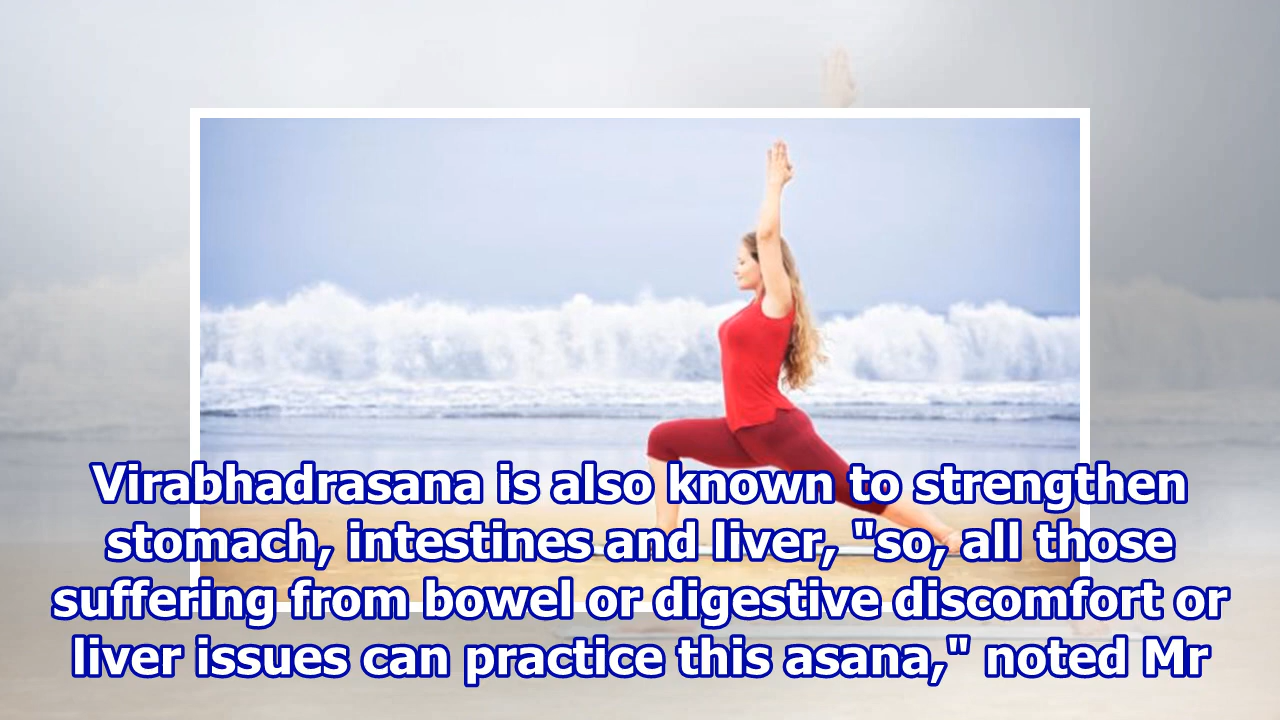 Virabhadrasana is also known to strengthen
stomach, intestines and liver, "so, all those
suffering from bowel or digestive discomfort or
liver issues can practice this asana," noted Mr